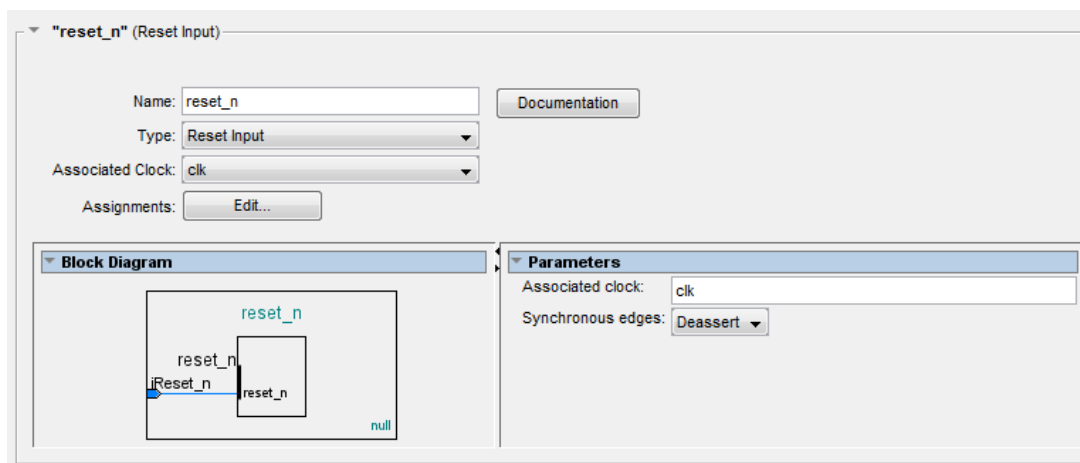 "reset_n" (Reset Input)
Name: reset_n Documentation
Type: Reset Input
Associated Clock: clk
Assignments: Edit...
Block Diagram
reset_n
reset_n
iReset_n
reset_n
null
Parameters
Associated clock: clk
Synchronous edges: Deassert